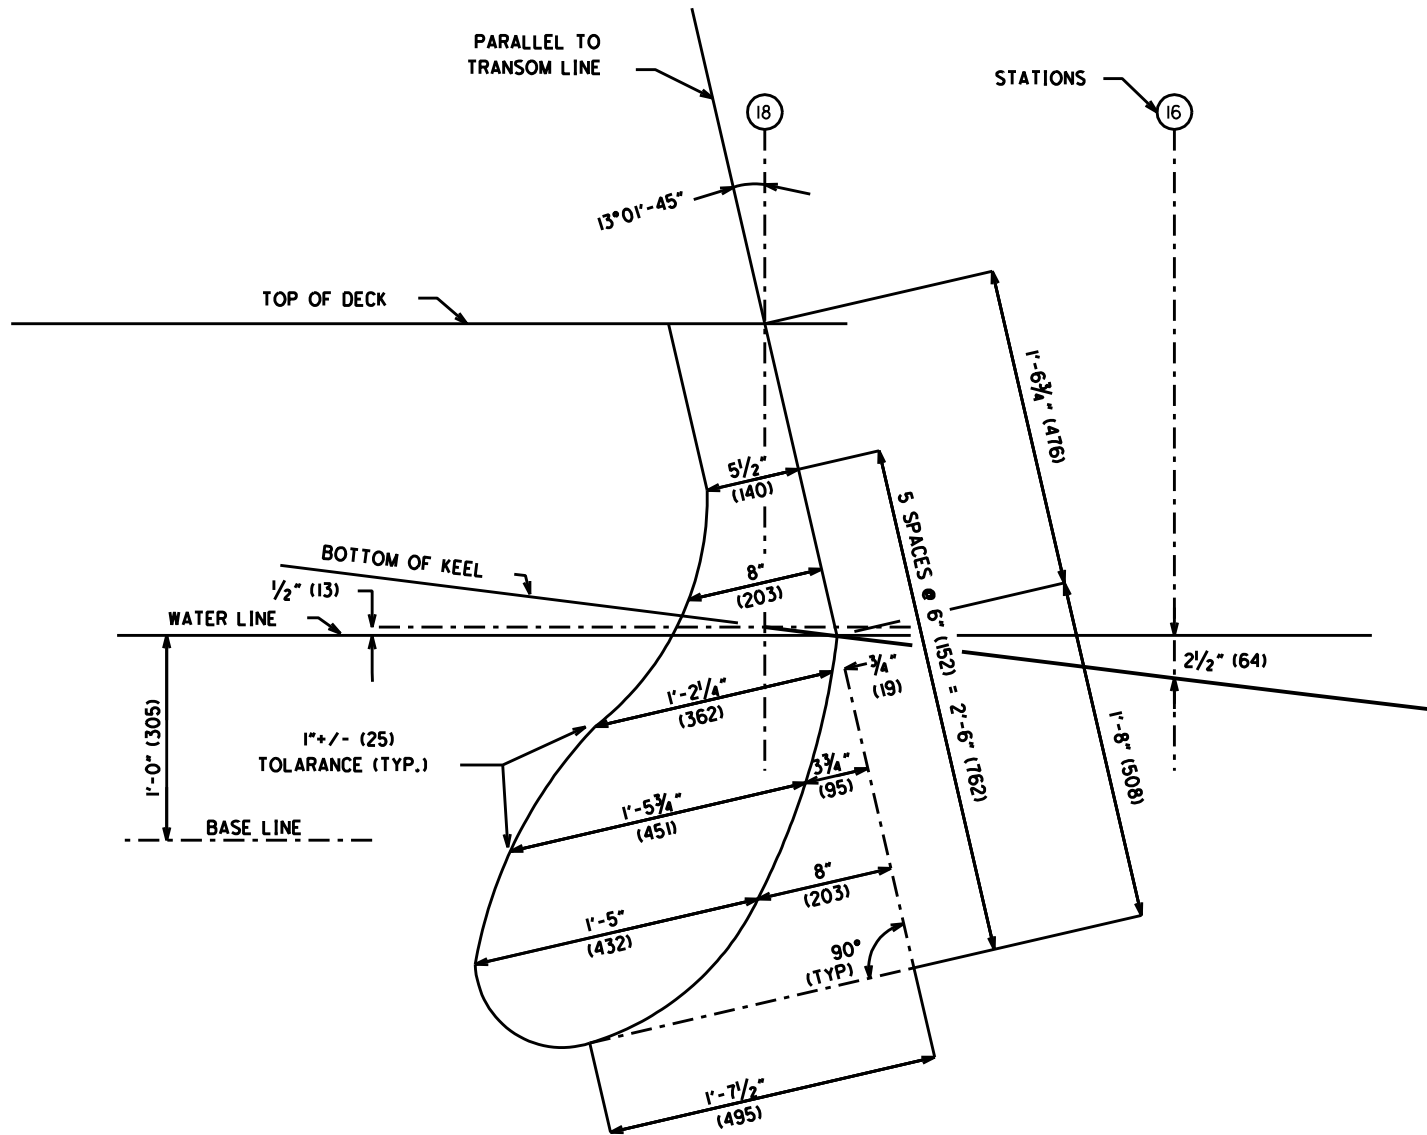 PARALLEL TO
TRANSOM LINE
STATIONS
18
16
13°01'-45"
TOP OF DECK
1'-6¾" (476)
5½"
(140)
5 SPACES @ 6" (152) = 2'-6" (762)
BOTTOM OF KEEL
½" (13)
8"
(203)
WATER LINE
2½" (64)
¾"
(19)
1'-2¼"
(362)
1'-0" (305)
1"+/- (25)
TOLARANCE (TYP.)
1'-8" (508)
3¾"
(95)
1'-5¾"
(451)
BASE LINE
8"
(203)
1'-5"
(432)
90°
(TYP)
1'-7½"
(495)